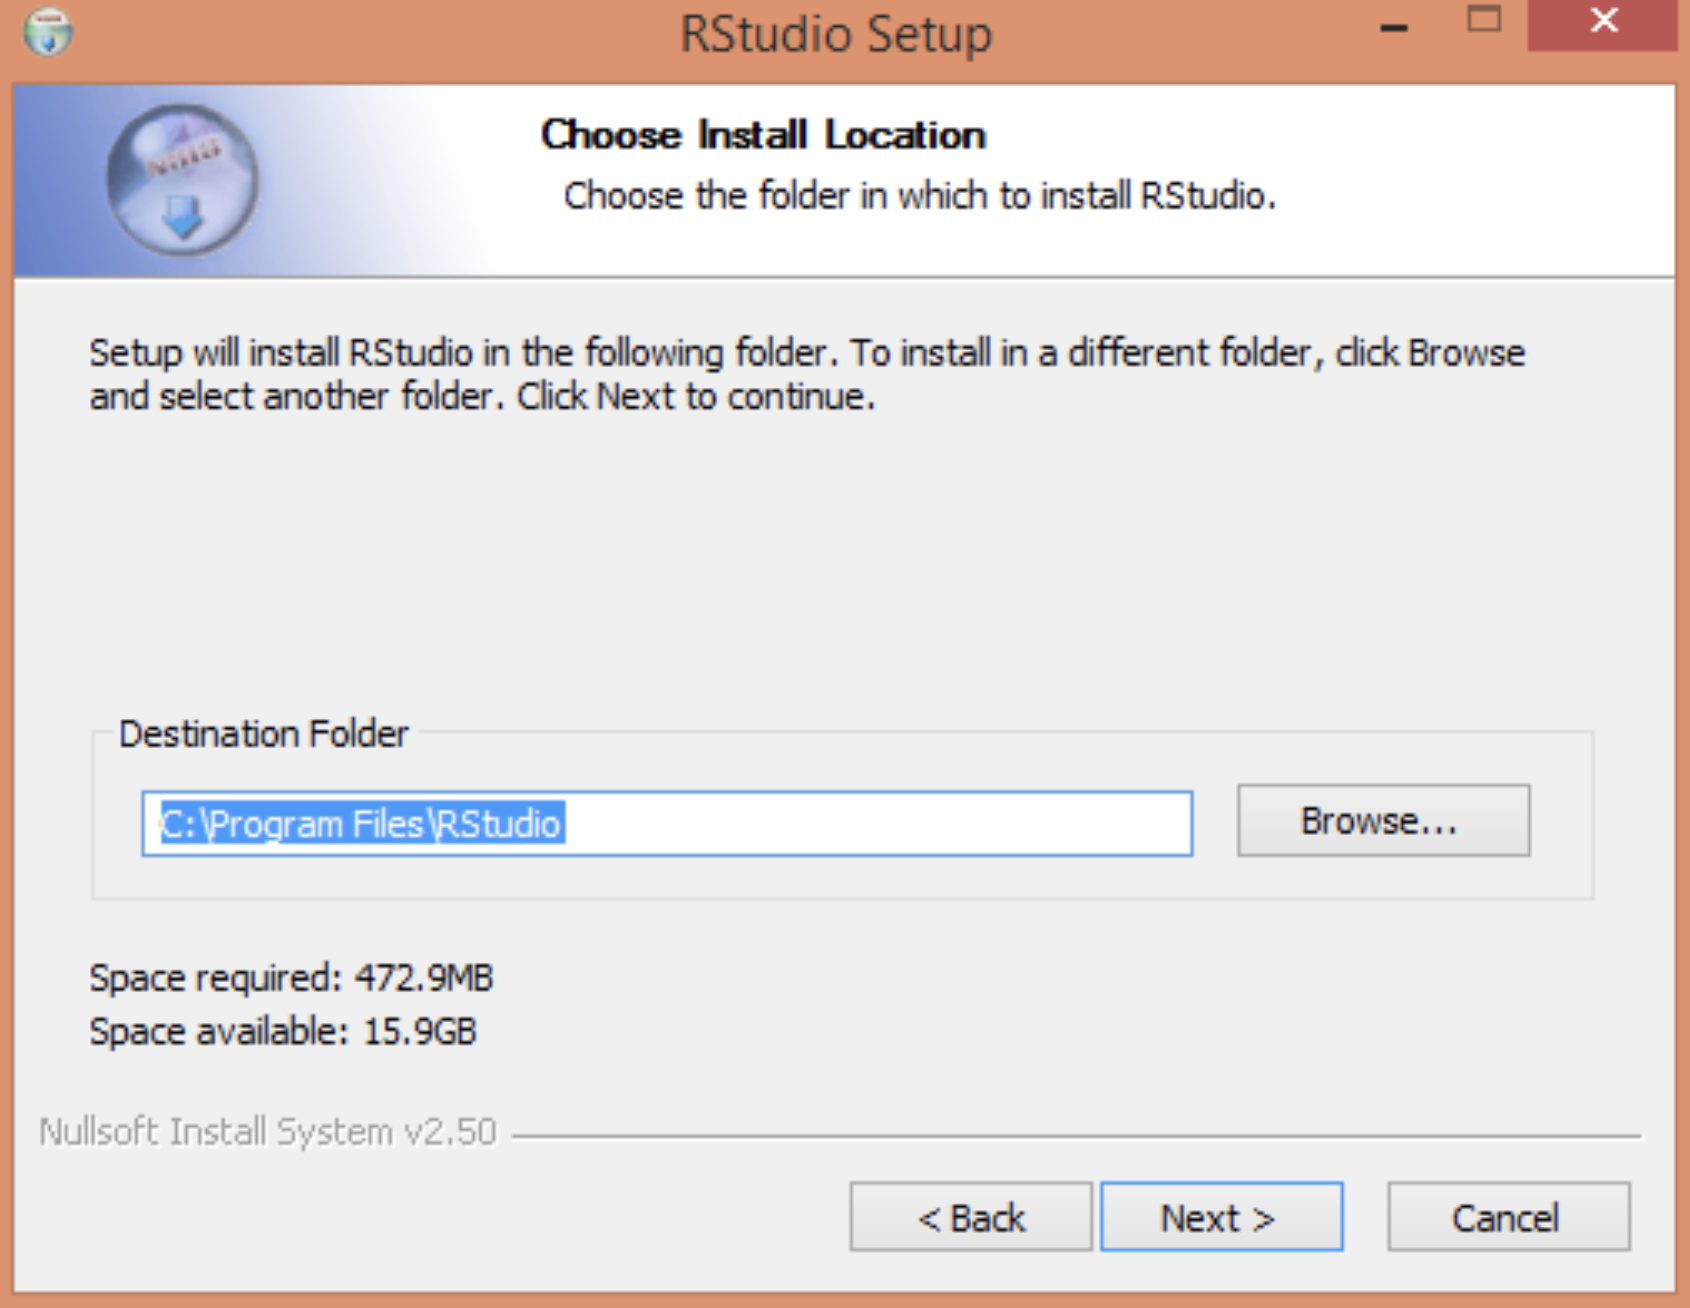 RStudio Setup
Choose Install Location
Choose the folder in which to install RStudio.
Setup will install RStudio in the following folder. To install in a different folder, click Browse
and select another folder. Click Next to continue.
Destination Folder
C:\Program Files\RStudio
Browse...
Space required: 472.9MB
Space available: 15.9GB
Nullsoft Install System v2.50
< Back
Next >
Cancel